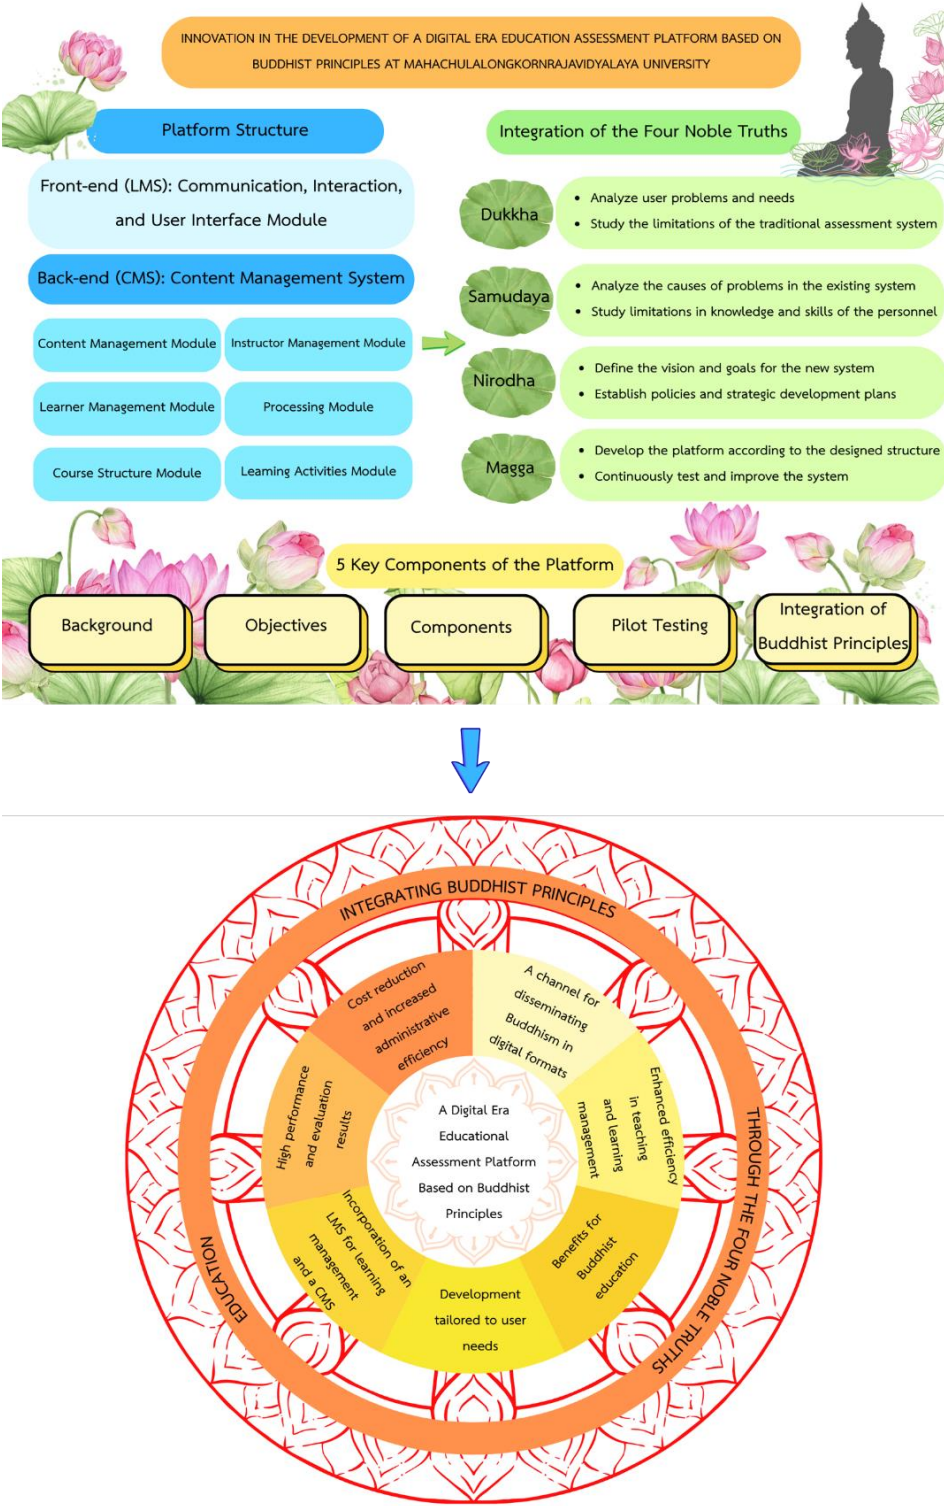 INNOVATION IN THE DEVELOPMENT OF A DIGITAL ERA EDUCATION ASSESSMENT PLATFORM BASED ON
BUDDHIST PRINCIPLES AT MAHACHULALONGKORNRAJAVIDYALAYA UNIVERSITY
Platform Structure
Front-end (LMS): Communication, Interaction,
and User Interface Module
Back-end (CMS): Content Management System
Content Management Module
Instructor Management Module
Learner Management Module
Processing Module
Course Structure Module
Learning Activities Module
Integration of the Four Noble Truths
Dukkha
• Analyze user problems and needs
• Study the limitations of the traditional assessment system
Samudaya
• Analyze the causes of problems in the existing system
• Study limitations in knowledge and skills of the personnel
Nirodha
• Define the vision and goals for the new system
• Establish policies and strategic development plans
Magga
• Develop the platform according to the designed structure
• Continuously test and improve the system
5 Key Components of the Platform
Background
Objectives
Components
Pilot Testing
Integration of
Buddhist Principles
INTEGRATING BUDDHIST PRINCIPLES
THROUGH THE FOUR NOBLE TRUTHS
EDUCATION
A channel for
disseminating
Buddhism in
digital formats
Enhanced efficiency
in teaching
and learning
management
Benefits for
Buddhist
education
Development
tailored to user
needs
Incorporation of an
LMS for learning
management
and a CMS
High performance
and evaluation
results
Cost reduction
and increased
administrative
efficiency
A Digital Era
Educational
Assessment Platform
Based on Buddhist
Principles